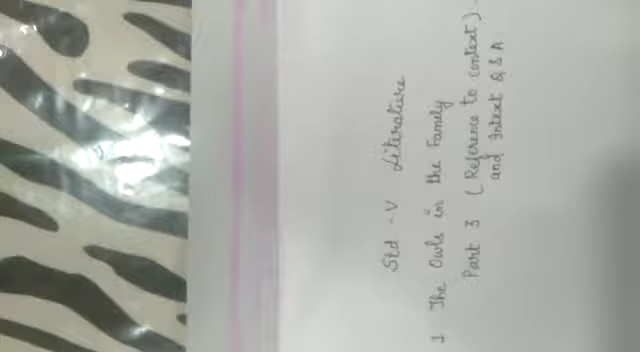 Std - V Literature
1 The Owls in the Family
Part 3 (Reference to context).
and Intext Q & A